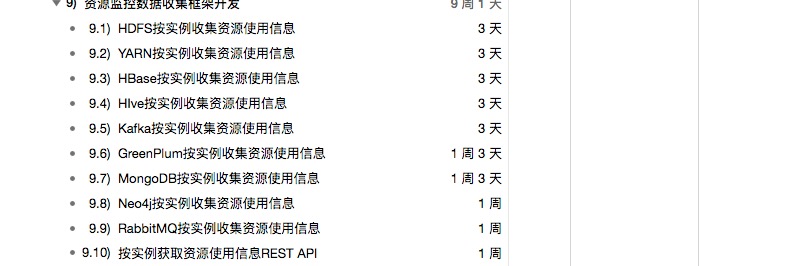 9) 资源监控数据收集框架开发 9 周 1 天
9.1) HDFS按实例收集资源使用信息 3 天
9.2) YARN按实例收集资源使用信息 3 天
9.3) HBase按实例收集资源使用信息 3 天
9.4) HIve按实例收集资源使用信息 3 天
9.5) Kafka按实例收集资源使用信息 3 天
9.6) GreenPlum按实例收集资源使用信息 1 周 3 天
9.7) MongoDB按实例收集资源使用信息 1 周 3 天
9.8) Neo4j按实例收集资源使用信息 1 周
9.9) RabbitMQ按实例收集资源使用信息 1 周
9.10) 按实例获取资源使用信息REST API 1 周